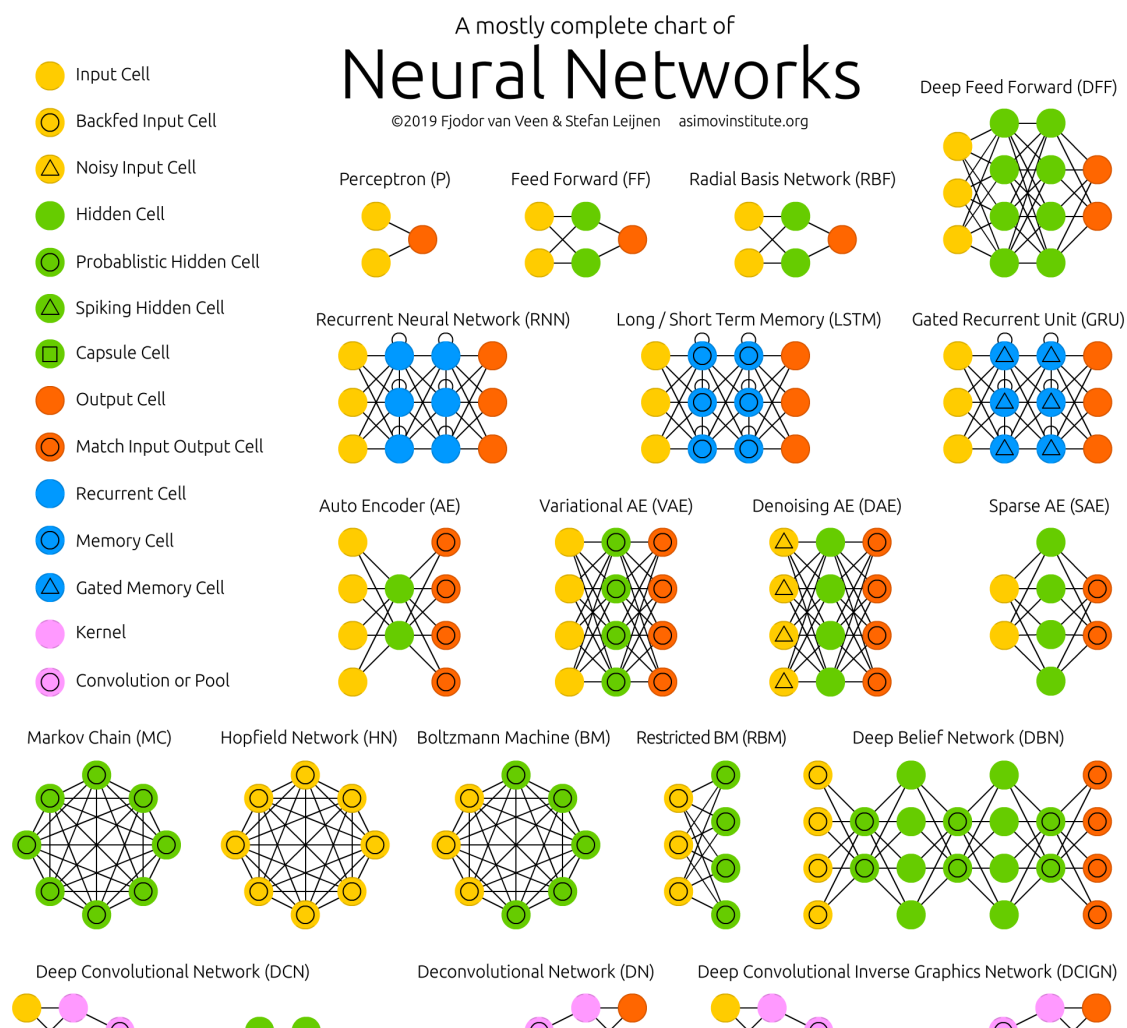 A mostly complete chart of
Neural Networks
©2019 Fjodor van Veen & Stefan Leijnen asimovinstitute.org
Input Cell
Backfed Input Cell
Noisy Input Cell
Hidden Cell
Probablistic Hidden Cell
Spiking Hidden Cell
Capsule Cell
Output Cell
Match Input Output Cell
Recurrent Cell
Memory Cell
Gated Memory Cell
Kernel
Convolution or Pool
Deep Feed Forward (DFF)
Perceptron (P)
Feed Forward (FF)
Radial Basis Network (RBF)
Recurrent Neural Network (RNN)
Long / Short Term Memory (LSTM)
Gated Recurrent Unit (GRU)
Auto Encoder (AE)
Variational AE (VAE)
Denoising AE (DAE)
Sparse AE (SAE)
Markov Chain (MC)
Hopfield Network (HN)
Boltzmann Machine (BM)
Restricted BM (RBM)
Deep Belief Network (DBN)
Deep Convolutional Network (DCN)
Deconvolutional Network (DN)
Deep Convolutional Inverse Graphics Network (DCIGN)